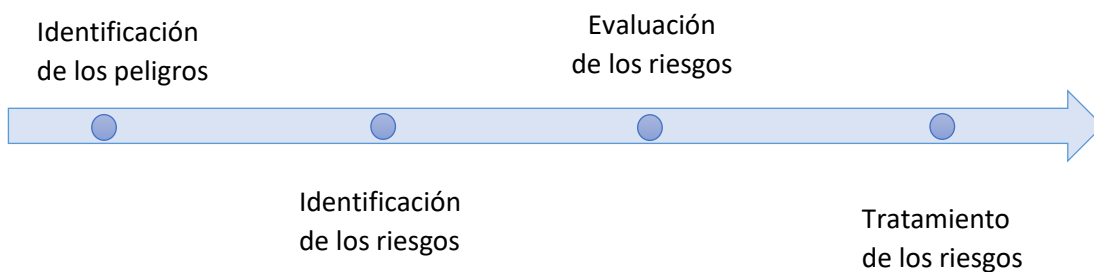 Identificación
de los peligros
Identificación
de los riesgos
Evaluación
de los riesgos
Tratamiento
de los riesgos